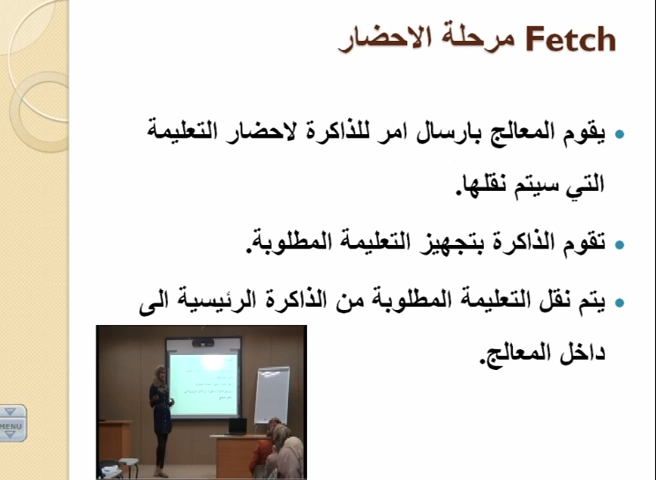 Fetch مرحلة الاحضار
• يقوم المعالج بارسال امر للذاكرة لاحضار التعليمة
التي سيتم نقلها.
• تقوم الذاكرة بتجهيز التعليمة المطلوبة.
• يتم نقل التعليمة المطلوبة من الذاكرة الرئيسية الى
داخل المعالج.
MENU